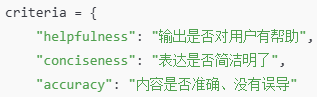 criteria = {
"helpfulness": "输出是否对用户有帮助",
"conciseness": "表达是否简洁明了",
"accuracy": "内容是否准确、没有误导"